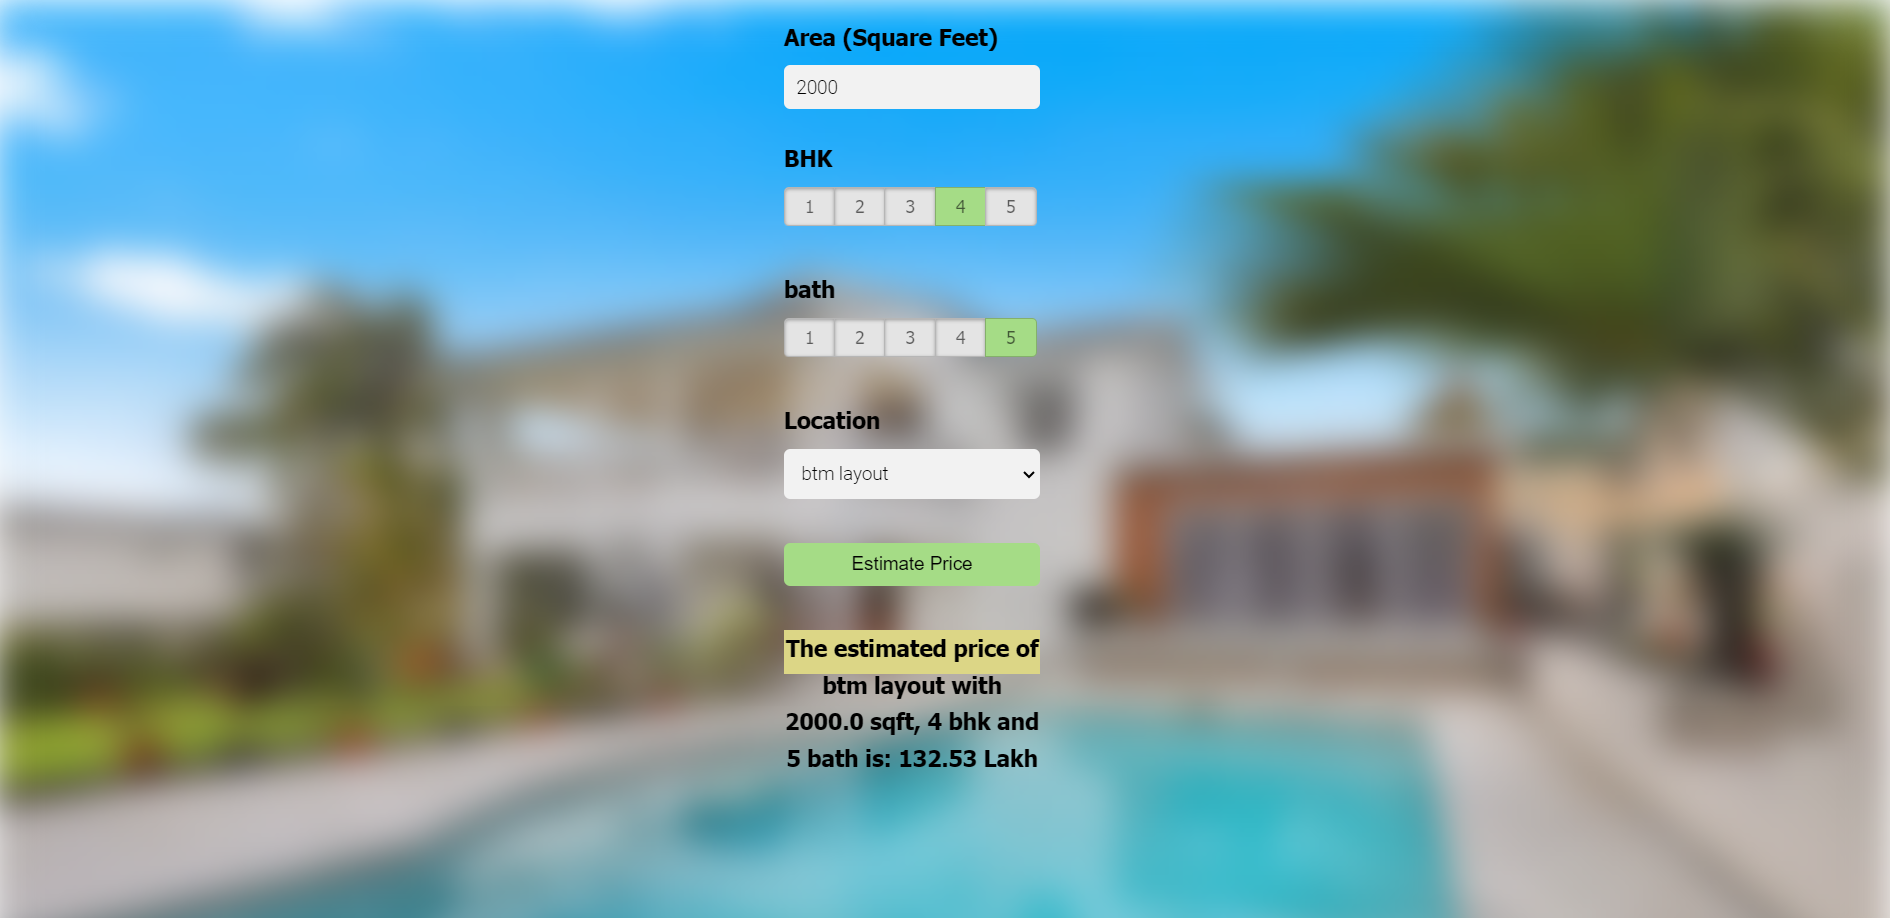 Area (Square Feet)
2000
BHK
1 2 3 4 5
bath
1 2 3 4 5
Location
btm layout
Estimate Price
The estimated price of
btm layout with
2000.0 sqft, 4 bhk and
5 bath is: 132.53 Lakh